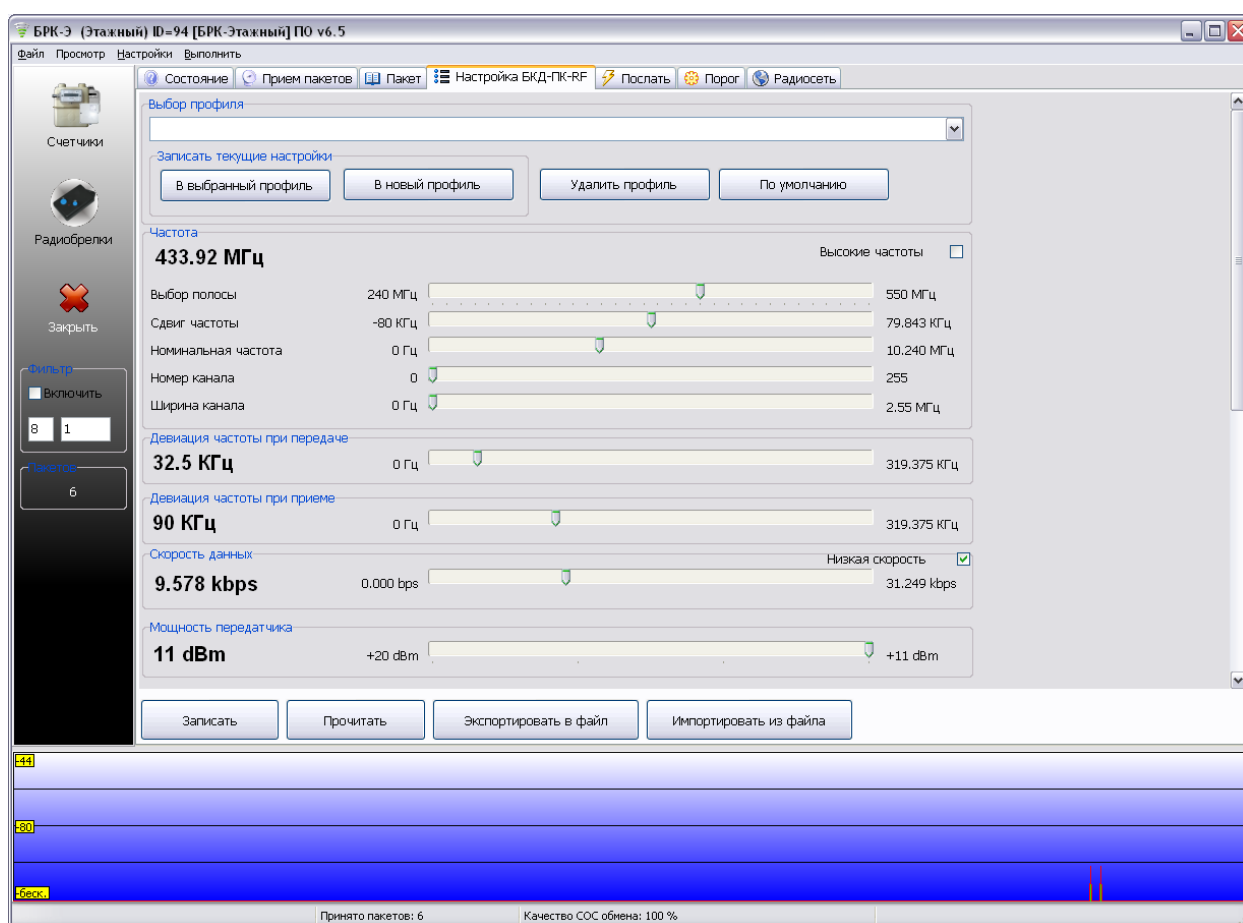 БРК-Э (Этажный) ID=94 [БРК-Этажный] ПО v6.5
Файл Просмотр Настройки Выполнить
Состояние Прием пакетов Пакет Настройка БКД-ПК-RF Послать Порог Радиосеть
Счетчики
Радиобрелки
Закрыть
Фильтр
Включить
8 1
Пакетов
6
Выбор профиля
Записать текущие настройки
В выбранный профиль В новый профиль Удалить профиль По умолчанию
Частота
433.92 МГц Высокие частоты
Выбор полосы 240 МГц 550 МГц
Сдвиг частоты -80 КГц 79.843 КГц
Номинальная частота 0 Гц 10.240 МГц
Номер канала 0 255
Ширина канала 0 Гц 2.55 МГц
Девиация частоты при передаче
32.5 КГц 0 Гц 319.375 КГц
Девиация частоты при приеме
90 КГц 0 Гц 319.375 КГц
Скорость данных Низкая скорость
9.578 kbps 0.000 bps 31.249 kbps
Мощность передатчика
11 dBm +20 dBm +11 dBm
Записать Прочитать Экспортировать в файл Импортировать из файла
-44
-80
-беск.
Принято пакетов: 6 Качество СОС обмена: 100 %